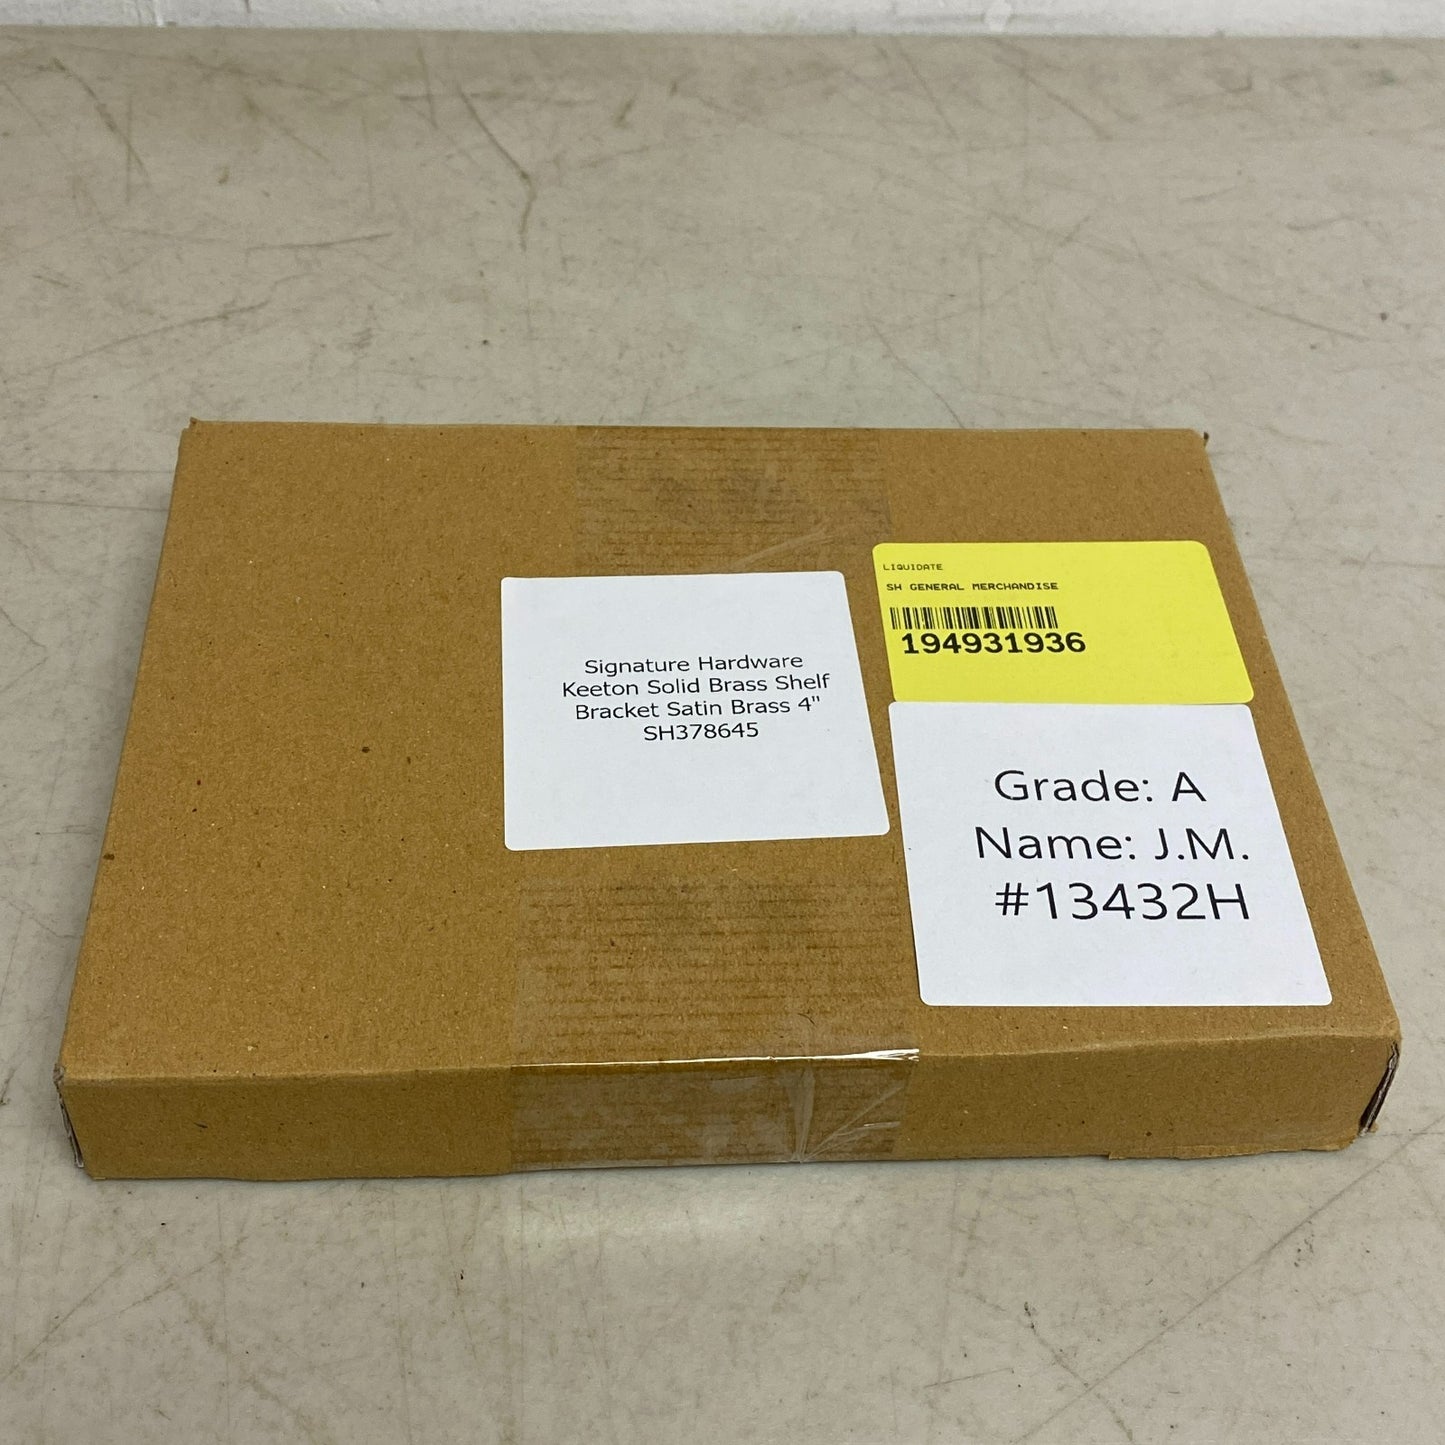 Signature Hardware
Keeton Solid Brass Shelf
Bracket Satin Brass 4"
SH378645
LIQUIDATE
SH GENERAL MERCHANDISE
194931936
Grade: A
Name: J.M.
#13432H